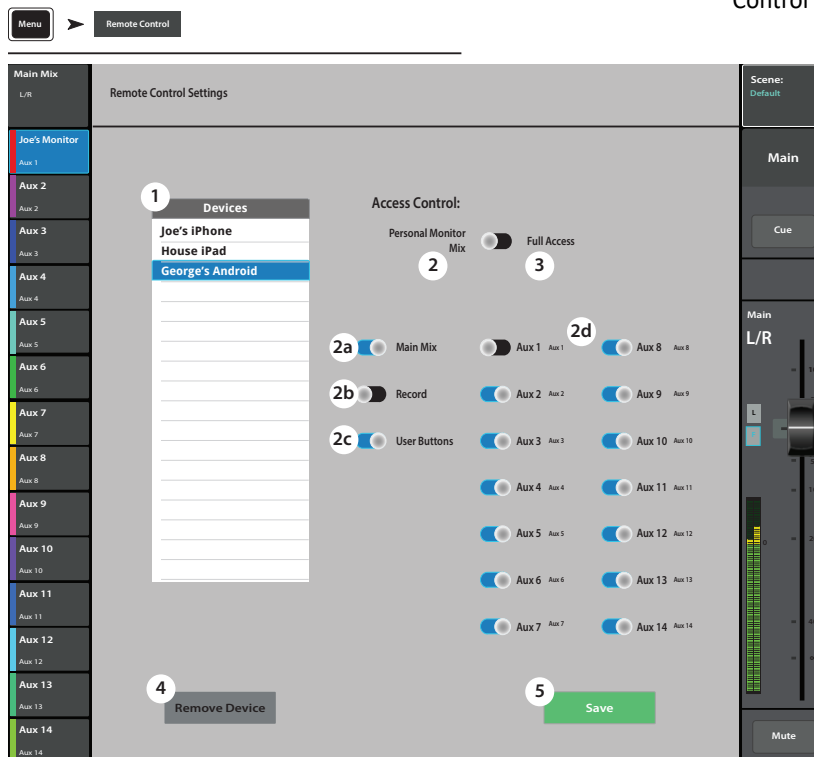 Control
Menu
Remote Control
Main Mix
L/R
Remote Control Settings
Scene:
Default
Joe's Monitor
Aux 1
Aux 2
Aux 2
Aux 3
Aux 3
Aux 4
Aux 4
Aux 5
Aux 5
Aux 6
Aux 6
Aux 7
Aux 7
Aux 8
Aux 8
Aux 9
Aux 9
Aux 10
Aux 10
Aux 11
Aux 11
Aux 12
Aux 12
Aux 13
Aux 13
Aux 14
Aux 14
1
Devices
Joe's iPhone
House iPad
George's Android
Access Control:
Personal Monitor
Mix
Full Access
2
3
2a Main Mix
2b Record
2c User Buttons
2d
Aux 1 Aux 1
Aux 2 Aux 2
Aux 3 Aux 3
Aux 4 Aux 4
Aux 5 Aux 5
Aux 6 Aux 6
Aux 7 Aux 7
Aux 8 Aux 8
Aux 9 Aux 9
Aux 10 Aux 10
Aux 11 Aux 11
Aux 12 Aux 12
Aux 13 Aux 13
Aux 14 Aux 14
4
Remove Device
5
Save
Main
Cue
Main
L/R
L
0
Mute